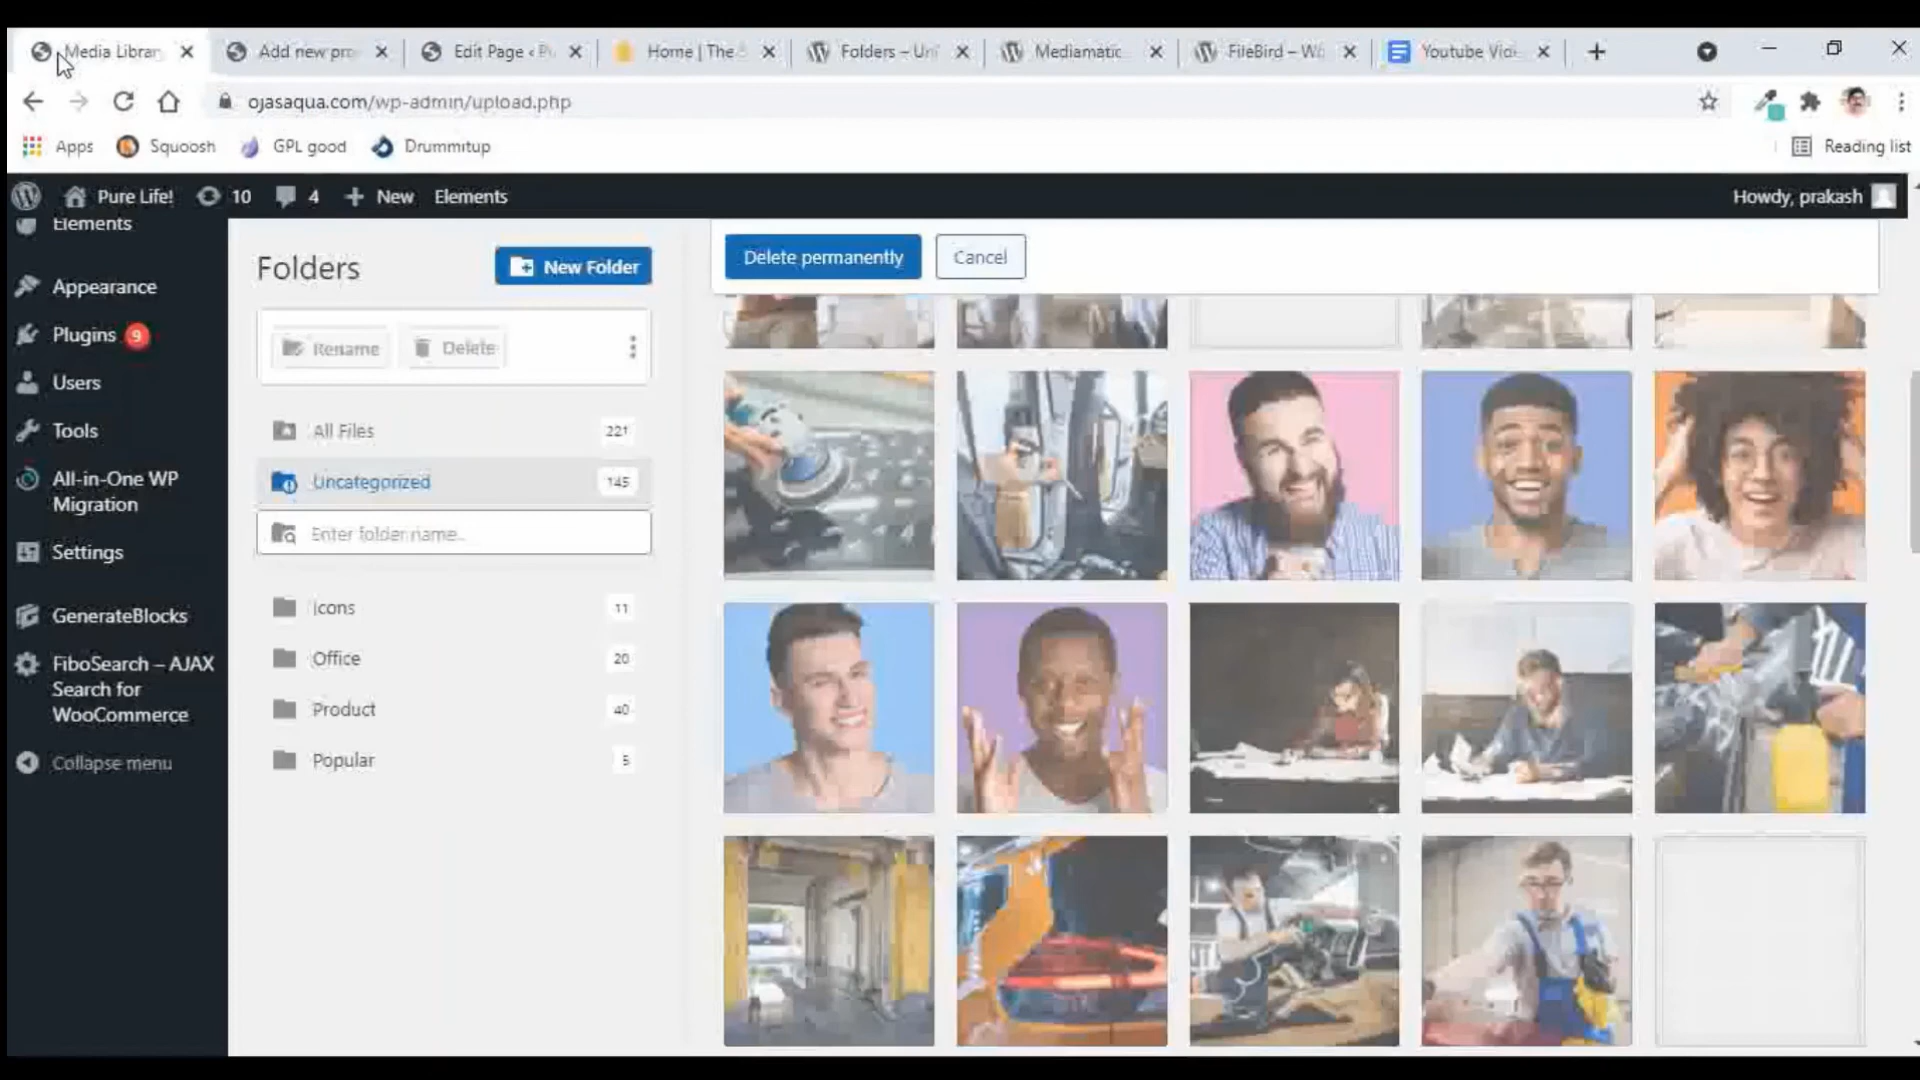 Media Librar
Add new pro
Edit Page ‹ P
Home | The
Folders – Un
Mediamatic
FileBird – W
Youtube Vid
ojasaqua.com/wp-admin/upload.php
Apps
Squoosh
GPL good
Drummitup
Reading list
Pure Life!
10
4
New
Elements
Howdy, prakash
Elements
Appearance
Plugins 9
Users
Tools
All-in-One WP
Migration
Settings
GenerateBlocks
FiboSearch – AJAX
Search for
WooCommerce
Collapse menu
Folders
New Folder
Rename
Delete
All Files 221
Uncategorized 145
Enter folder name..
Icons 11
Office 20
Product 40
Popular 5
Delete permanently
Cancel